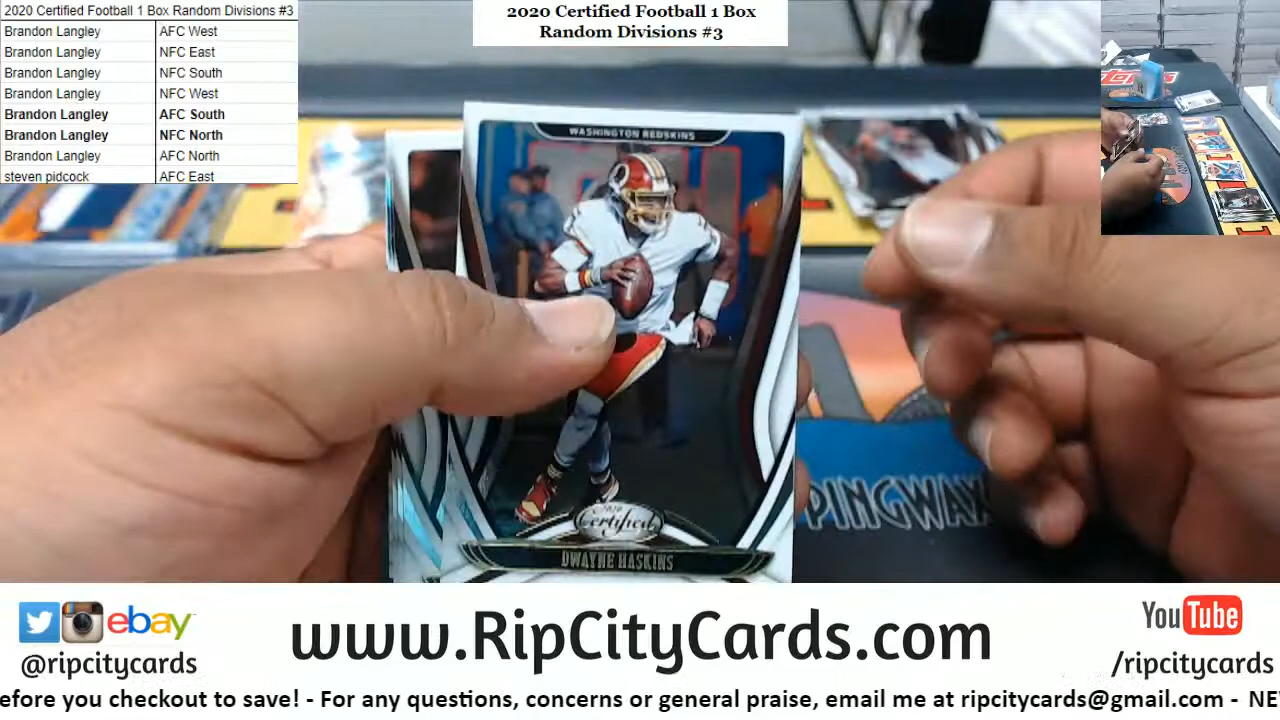 2020 Certified Football 1 Box Random Divisions #3
Brandon Langley AFC West
Brandon Langley NFC East
Brandon Langley NFC South
Brandon Langley NFC West
Brandon Langley AFC South
Brandon Langley NFC North
Brandon Langley AFC North
steven pidcock AFC East
2020 Certified Football 1 Box
Random Divisions #3
Topps
WASHINGTON REDSKINS
2020
Certified
DWAYNE HASKINS
PPINGWAX
ebay
@ripcitycards
www.RipCityCards.com
YouTube
/ripcitycards
efore you checkout to save! - For any questions, concerns or general praise, email me at ripcitycards@gmail.com - NE